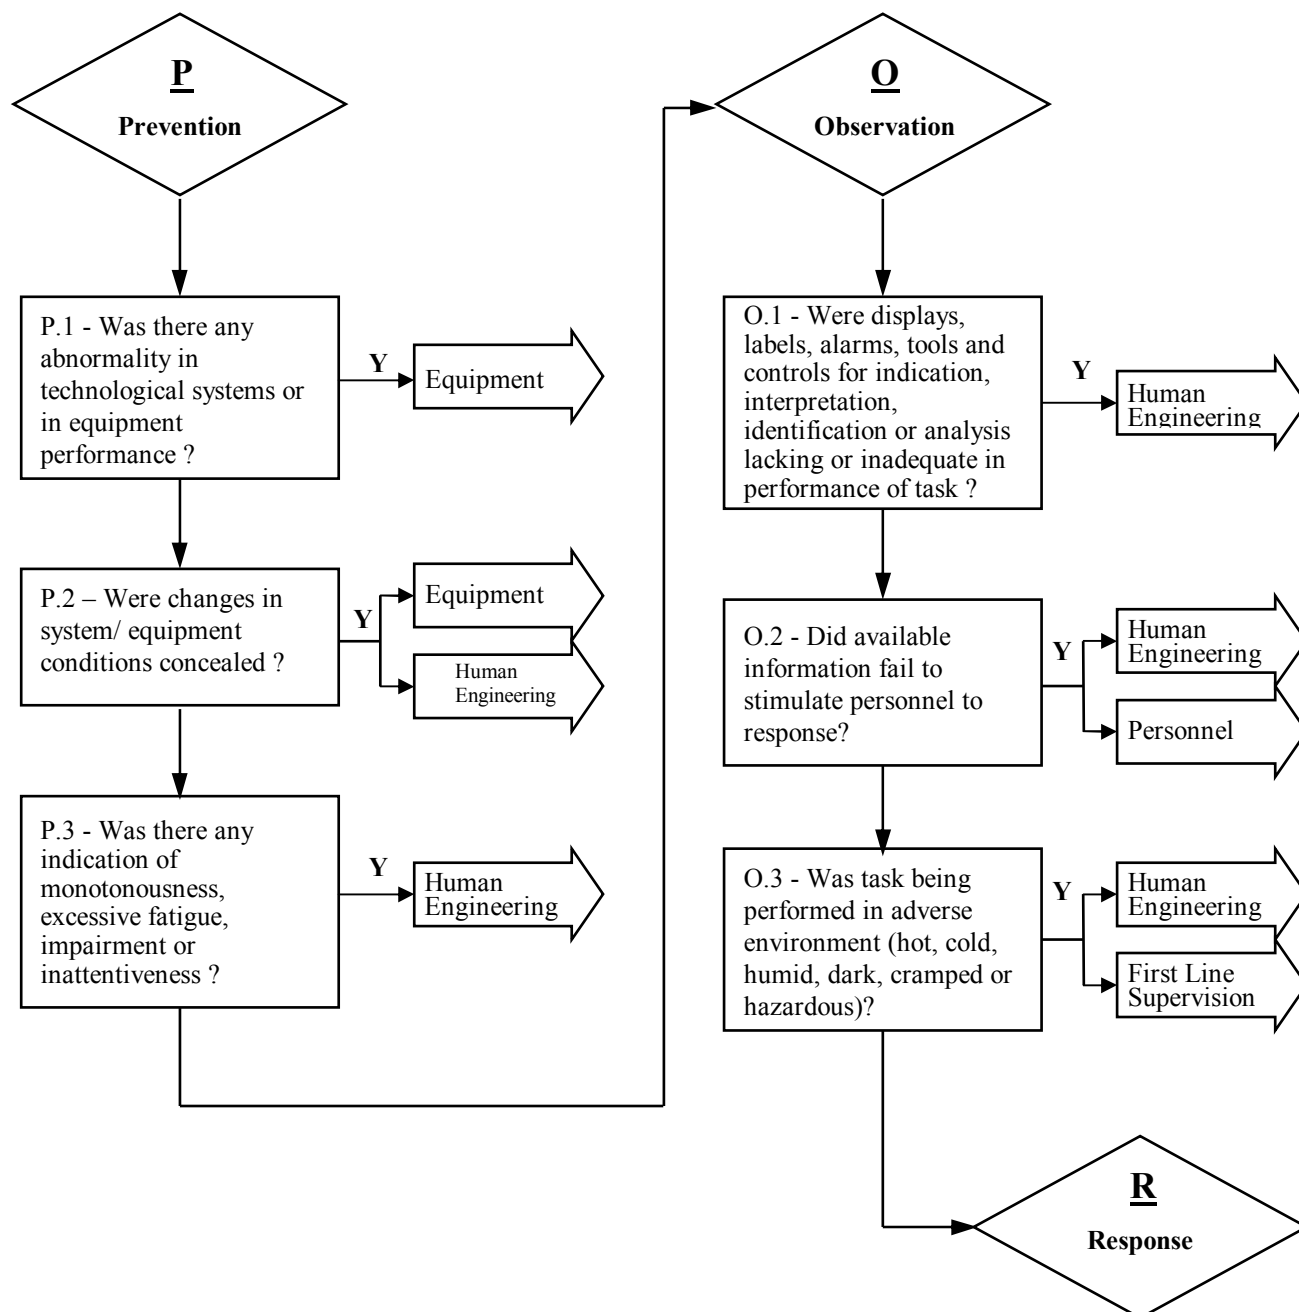 P
Prevention
P.1 - Was there any
abnormality in
technological systems or
in equipment
performance ?
Y
Equipment
P.2 – Were changes in
system/ equipment
conditions concealed ?
Y
Equipment
Human
Engineering
P.3 - Was there any
indication of
monotonousness,
excessive fatigue,
impairment or
inattentiveness ?
Y
Human
Engineering
O
Observation
O.1 - Were displays,
labels, alarms, tools and
controls for indication,
interpretation,
identification or analysis
lacking or inadequate in
performance of task ?
Y
Human
Engineering
O.2 - Did available
information fail to
stimulate personnel to
response?
Y
Human
Engineering
Personnel
O.3 - Was task being
performed in adverse
environment (hot, cold,
humid, dark, cramped or
hazardous)?
Y
Human
Engineering
First Line
Supervision
R
Response